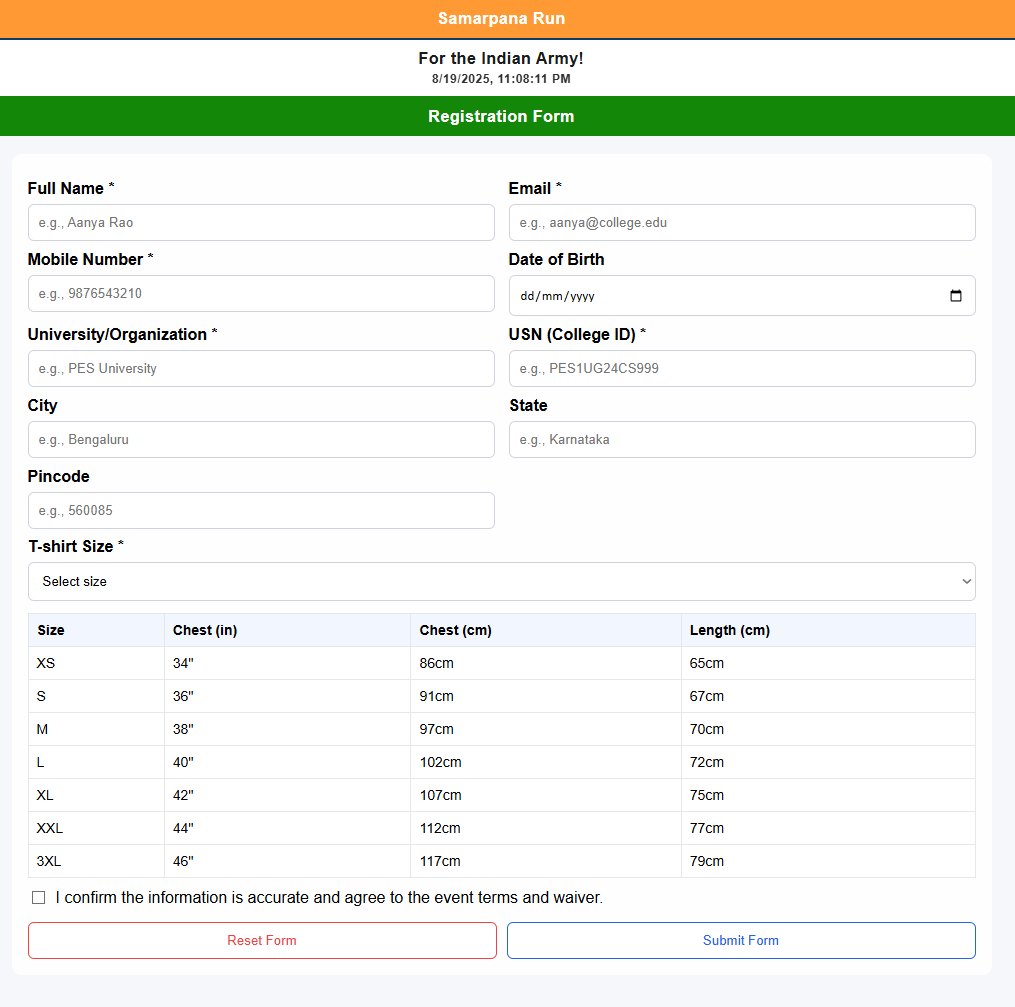 Samarpana Run
For the Indian Army!
8/19/2025, 11:08:11 PM
Registration Form
Full Name * Email *
e.g., Aanya Rao e.g., aanya@college.edu
Mobile Number * Date of Birth
e.g., 9876543210 dd/mm/yyyy
University/Organization * USN (College ID) *
e.g., PES University e.g., PES1UG24CS999
City State
e.g., Bengaluru e.g., Karnataka
Pincode
e.g., 560085
T-shirt Size *
Select size
Size Chest (in) Chest (cm) Length (cm)
XS 34" 86cm 65cm
S 36" 91cm 67cm
M 38" 97cm 70cm
L 40" 102cm 72cm
XL 42" 107cm 75cm
XXL 44" 112cm 77cm
3XL 46" 117cm 79cm
I confirm the information is accurate and agree to the event terms and waiver.
Reset Form Submit Form